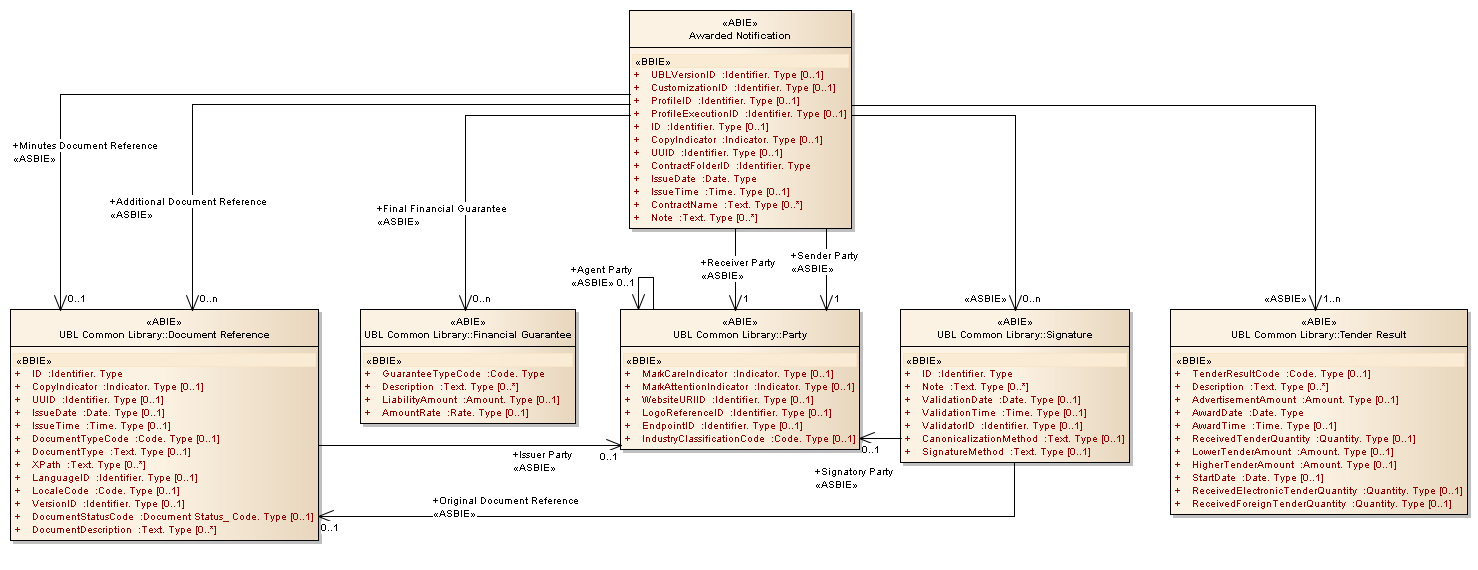 «ABIE»
Awarded Notification
«BBIE»
+ UBLVersionID :Identifier. Type [0..1]
+ CustomizationID :Identifier. Type [0..1]
+ ProfileID :Identifier. Type [0..1]
+ ProfileExecutionID :Identifier. Type [0..1]
+ ID :Identifier. Type [0..1]
+ CopyIndicator :Indicator. Type [0..1]
+ UUID :Identifier. Type [0..1]
+ ContractFolderID :Identifier. Type
+ IssueDate :Date. Type
+ IssueTime :Time. Type [0..1]
+ ContractName :Text. Type [0..*]
+ Note :Text. Type [0..*]
+Minutes Document Reference
«ASBIE»
0..1
+Additional Document Reference
«ASBIE»
0..n
+Final Financial Guarantee
«ASBIE»
0..n
+Agent Party
«ASBIE» 0..1
+Receiver Party
«ASBIE»
1
+Sender Party
«ASBIE»
1
«ASBIE»
0..n
«ASBIE»
1..n
«ABIE»
UBL Common Library::Document Reference
«BBIE»
+ ID :Identifier. Type
+ CopyIndicator :Indicator. Type [0..1]
+ UUID :Identifier. Type [0..1]
+ IssueDate :Date. Type [0..1]
+ IssueTime :Time. Type [0..1]
+ DocumentTypeCode :Code. Type [0..1]
+ DocumentType :Text. Type [0..1]
+ XPath :Text. Type [0..*]
+ LanguageID :Identifier. Type [0..1]
+ LocaleCode :Code. Type [0..1]
+ VersionID :Identifier. Type [0..1]
+ DocumentStatusCode :Document Status_ Code. Type [0..1]
+ DocumentDescription :Text. Type [0..*]
«ABIE»
UBL Common Library::Financial Guarantee
«BBIE»
+ GuaranteeTypeCode :Code. Type
+ Description :Text. Type [0..*]
+ LiabilityAmount :Amount. Type [0..1]
+ AmountRate :Rate. Type [0..1]
«ABIE»
UBL Common Library::Party
«BBIE»
+ MarkCareIndicator :Indicator. Type [0..1]
+ MarkAttentionIndicator :Indicator. Type [0..1]
+ WebsiteURIID :Identifier. Type [0..1]
+ LogoReferenceID :Identifier. Type [0..1]
+ EndpointID :Identifier. Type [0..1]
+ IndustryClassificationCode :Code. Type [0..1]
«ABIE»
UBL Common Library::Signature
«BBIE»
+ ID :Identifier. Type
+ Note :Text. Type [0..*]
+ ValidationDate :Date. Type [0..1]
+ ValidationTime :Time. Type [0..1]
+ ValidatorID :Identifier. Type [0..1]
+ CanonicalizationMethod :Text. Type [0..1]
+ SignatureMethod :Text. Type [0..1]
«ABIE»
UBL Common Library::Tender Result
«BBIE»
+ TenderResultCode :Code. Type [0..1]
+ Description :Text. Type [0..*]
+ AdvertisementAmount :Amount. Type [0..1]
+ AwardDate :Date. Type
+ AwardTime :Time. Type [0..1]
+ ReceivedTenderQuantity :Quantity. Type [0..1]
+ LowerTenderAmount :Amount. Type [0..1]
+ HigherTenderAmount :Amount. Type [0..1]
+ StartDate :Date. Type [0..1]
+ ReceivedElectronicTenderQuantity :Quantity. Type [0..1]
+ ReceivedForeignTenderQuantity :Quantity. Type [0..1]
+Issuer Party
«ASBIE»
0..1
0..1
+Signatory Party
«ASBIE»
+Original Document Reference
«ASBIE»
0..1